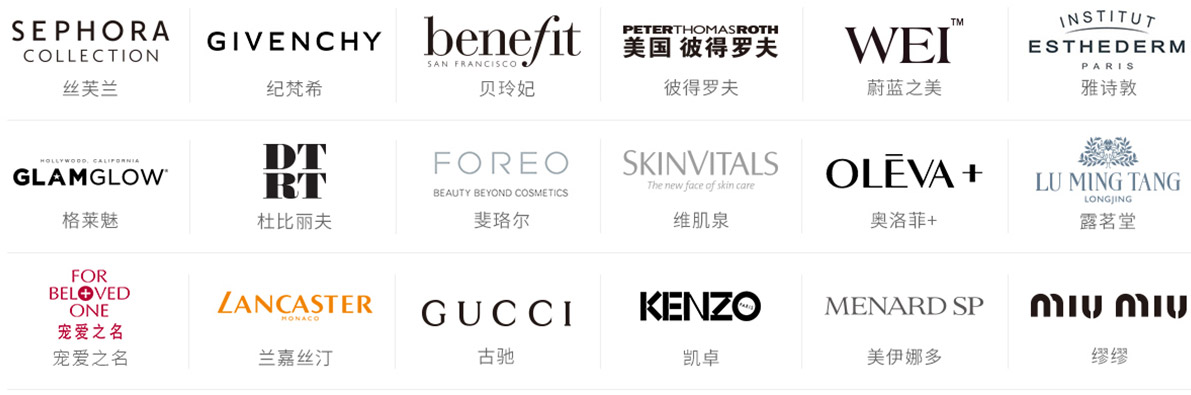 SEPHORA
COLLECTION
丝芙兰
GIVENCHY
纪梵希
benefit
SAN FRANCISCO
贝玲妃
PETERTHOMASROTH
美国 彼得罗夫
彼得罗夫
WEI™
蔚蓝之美
INSTITUT
ESTHEDERM
PARIS
雅诗敦
HOLLYWOOD, CALIFORNIA
GLAMGLOW®
格莱魅
DT
RT
杜比丽夫
FOREO
BEAUTY BEYOND COSMETICS
斐珞尔
SKINVITALS
The new face of skin care
维肌泉
OLĒVA +
奥洛菲+
LU MING TANG
LONGJING
露茗堂
FOR
BELOVED
ONE
宠爱之名
宠爱之名
LANCASTER
MONACO
兰嘉丝汀
GUCCI
古驰
KENZO
PARIS
凯卓
MENARD SP
美伊娜多
miu miu
缪缪